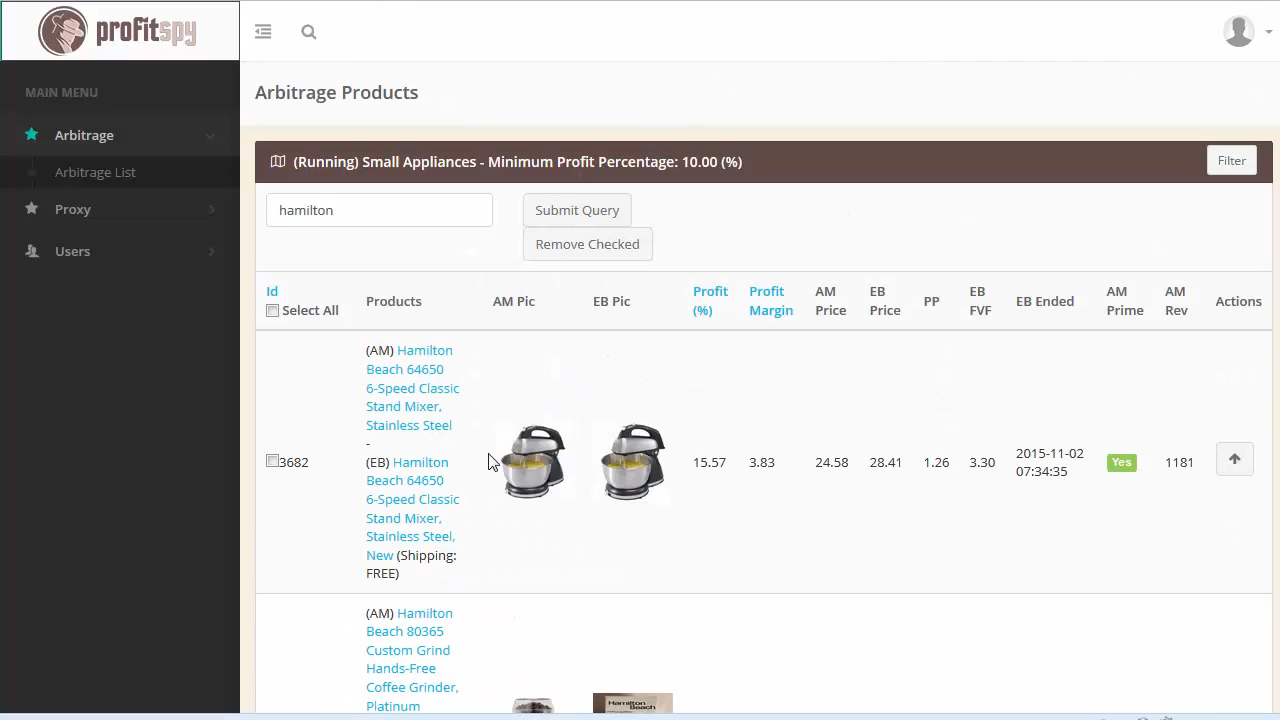 profitspy
MAIN MENU
Arbitrage
Arbitrage List
Proxy
Users
Arbitrage Products
(Running) Small Appliances - Minimum Profit Percentage: 10.00 (%)
Filter
hamilton
Submit Query
Remove Checked
Id
Select All
Products
AM Pic
EB Pic
Profit
(%)
Profit
Margin
AM
Price
EB
Price
PP
EB
FVF
EB Ended
AM
Prime
AM
Rev
Actions
3682
(AM) Hamilton
Beach 64650
6-Speed Classic
Stand Mixer,
Stainless Steel
-
(EB) Hamilton
Beach 64650
6-Speed Classic
Stand Mixer,
Stainless Steel,
New (Shipping:
FREE)
15.57
3.83
24.58
28.41
1.26
3.30
2015-11-02
07:34:35
Yes
1181
(AM) Hamilton
Beach 80365
Custom Grind
Hands-Free
Coffee Grinder,
Platinum
Hamilton
Beach